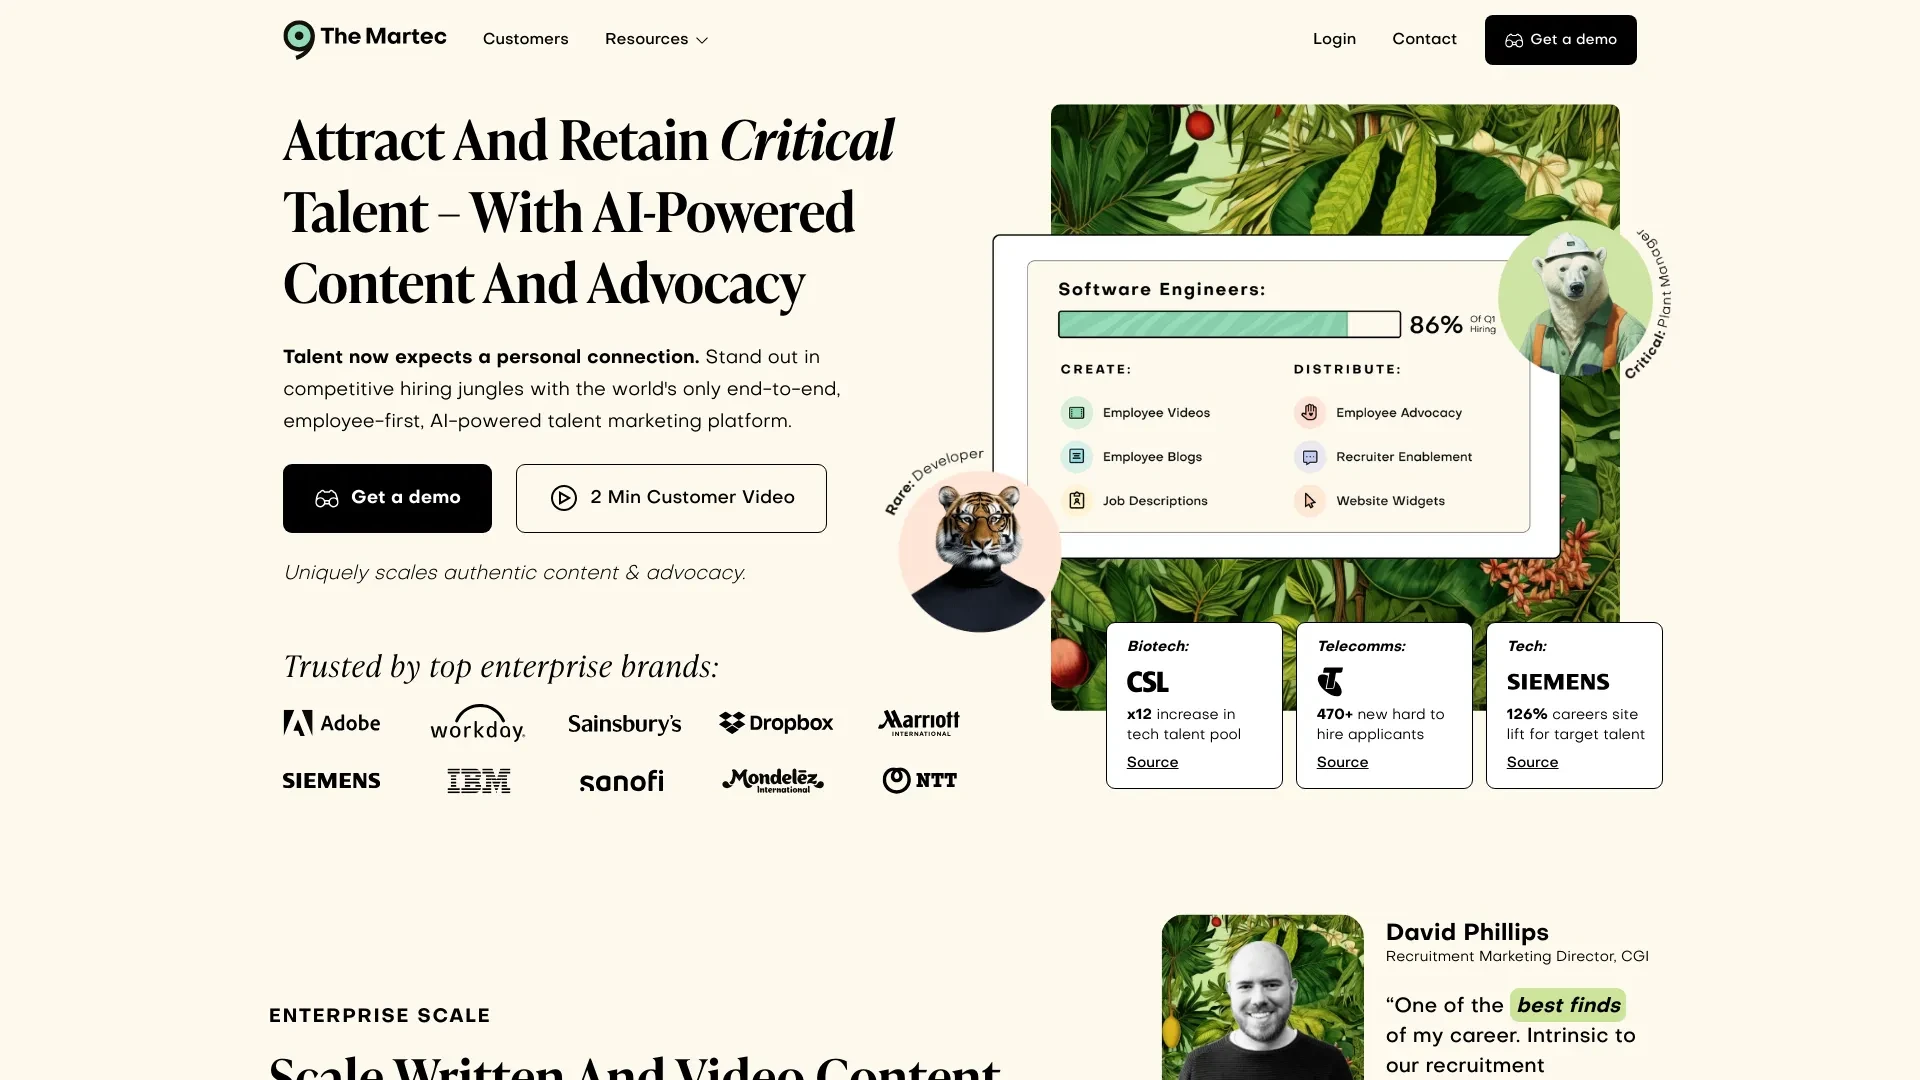 The Martec
Customers
Resources
Login
Contact
Get a demo
Attract And Retain Critical
Talent – With AI-Powered
Content And Advocacy
Talent now expects a personal connection. Stand out in
competitive hiring jungles with the world's only end-to-end,
employee-first, AI-powered talent marketing platform.
Get a demo
2 Min Customer Video
Uniquely scales authentic content & advocacy.
Trusted by top enterprise brands:
Adobe
workday.
Sainsbury's
Dropbox
Marriott
INTERNATIONAL
SIEMENS
IBM
sanofi
Mondelēz
International
NTT
Software Engineers:
86%
Of Q1
Hiring
CREATE:
DISTRIBUTE:
Employee Videos
Employee Advocacy
Employee Blogs
Recruiter Enablement
Job Descriptions
Website Widgets
Critical: Plant Manager
Rare: Developer
Biotech:
CSL
x12 increase in
tech talent pool
Source
Telecomms:
T
470+ new hard to
hire applicants
Source
Tech:
SIEMENS
126% careers site
lift for target talent
Source
ENTERPRISE SCALE
Scale Written And Video Content
David Phillips
Recruitment Marketing Director, CGI
“One of the best finds
of my career. Intrinsic to
our recruitment